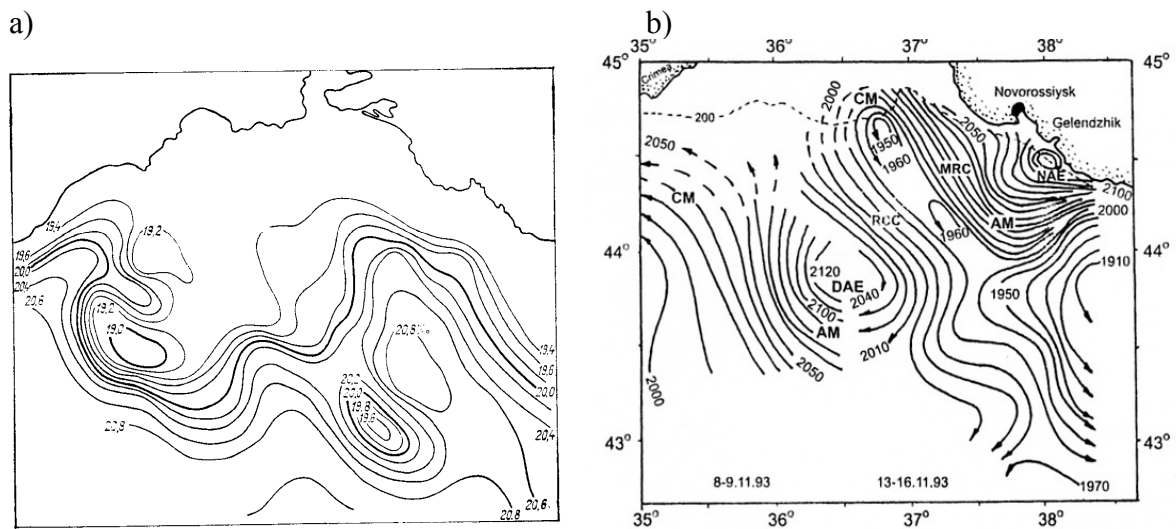 a)
19,4
19,6
20,0
20,4
20,6
19,2
19,2
19,0
20,8
20,8‰
20,2
20,0
19,8
19,6
19,4
19,6
20,0
20,4
20,6
20.8
b)
35° 36° 37° 38°
45° 45°
Crimea
Novorossiysk
Gelendzhik
200
2000
CM
2050
1950
1960
2050
MRC
NAE
2100
2000
CM
RCC
AM
1960
44° 44°
2120
DAE
2040
2100
AM
2010
2050
2000
1950
1910
43° 43°
8-9.11.93 13-16.11.93
1970
35° 36° 37° 38°